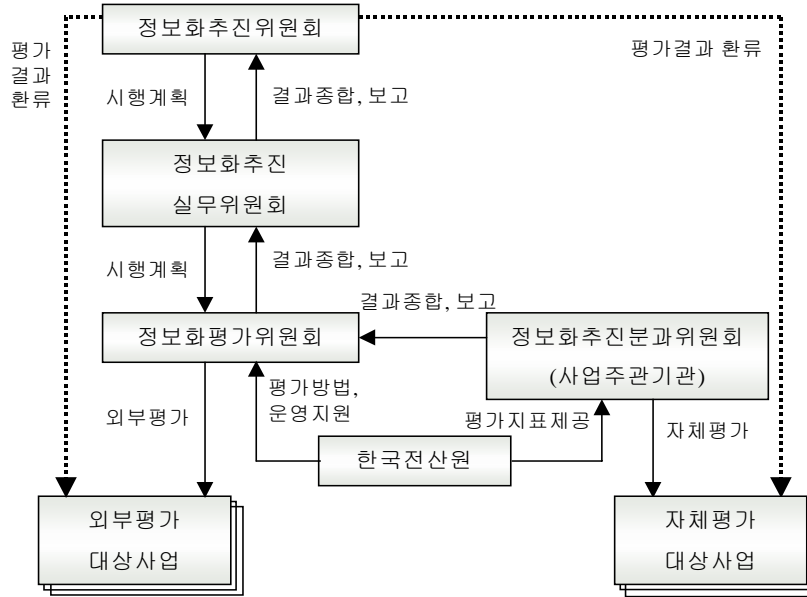 정보화추진위원회
평가
결과
환류
평가결과 환류
시행계획
결과종합, 보고
정보화추진
실무위원회
시행계획
결과종합, 보고
결과종합, 보고
정보화평가위원회
정보화추진분과위원회
(사업주관기관)
외부평가
평가방법,
운영지원
평가지표제공
자체평가
한국전산원
외부평가
대상사업
자체평가
대상사업